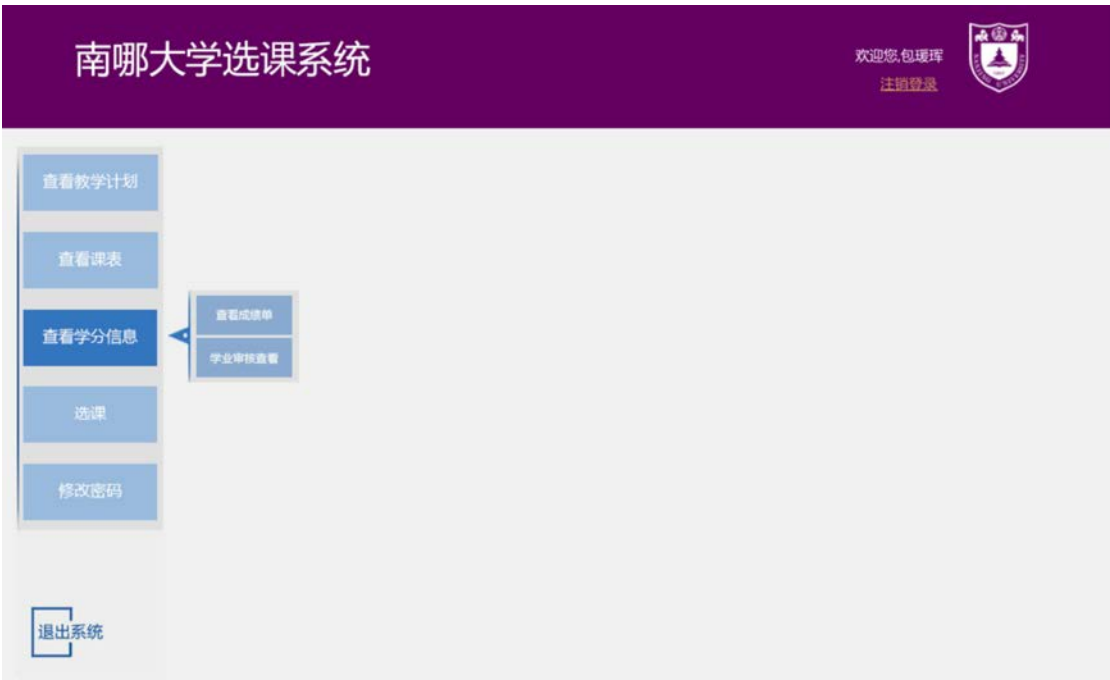 南哪大学选课系统
欢迎您,包瑗珲
注销登录
查看教学计划
查看课表
查看学分信息
查看成绩单
学业审核查看
选课
修改密码
退出系统